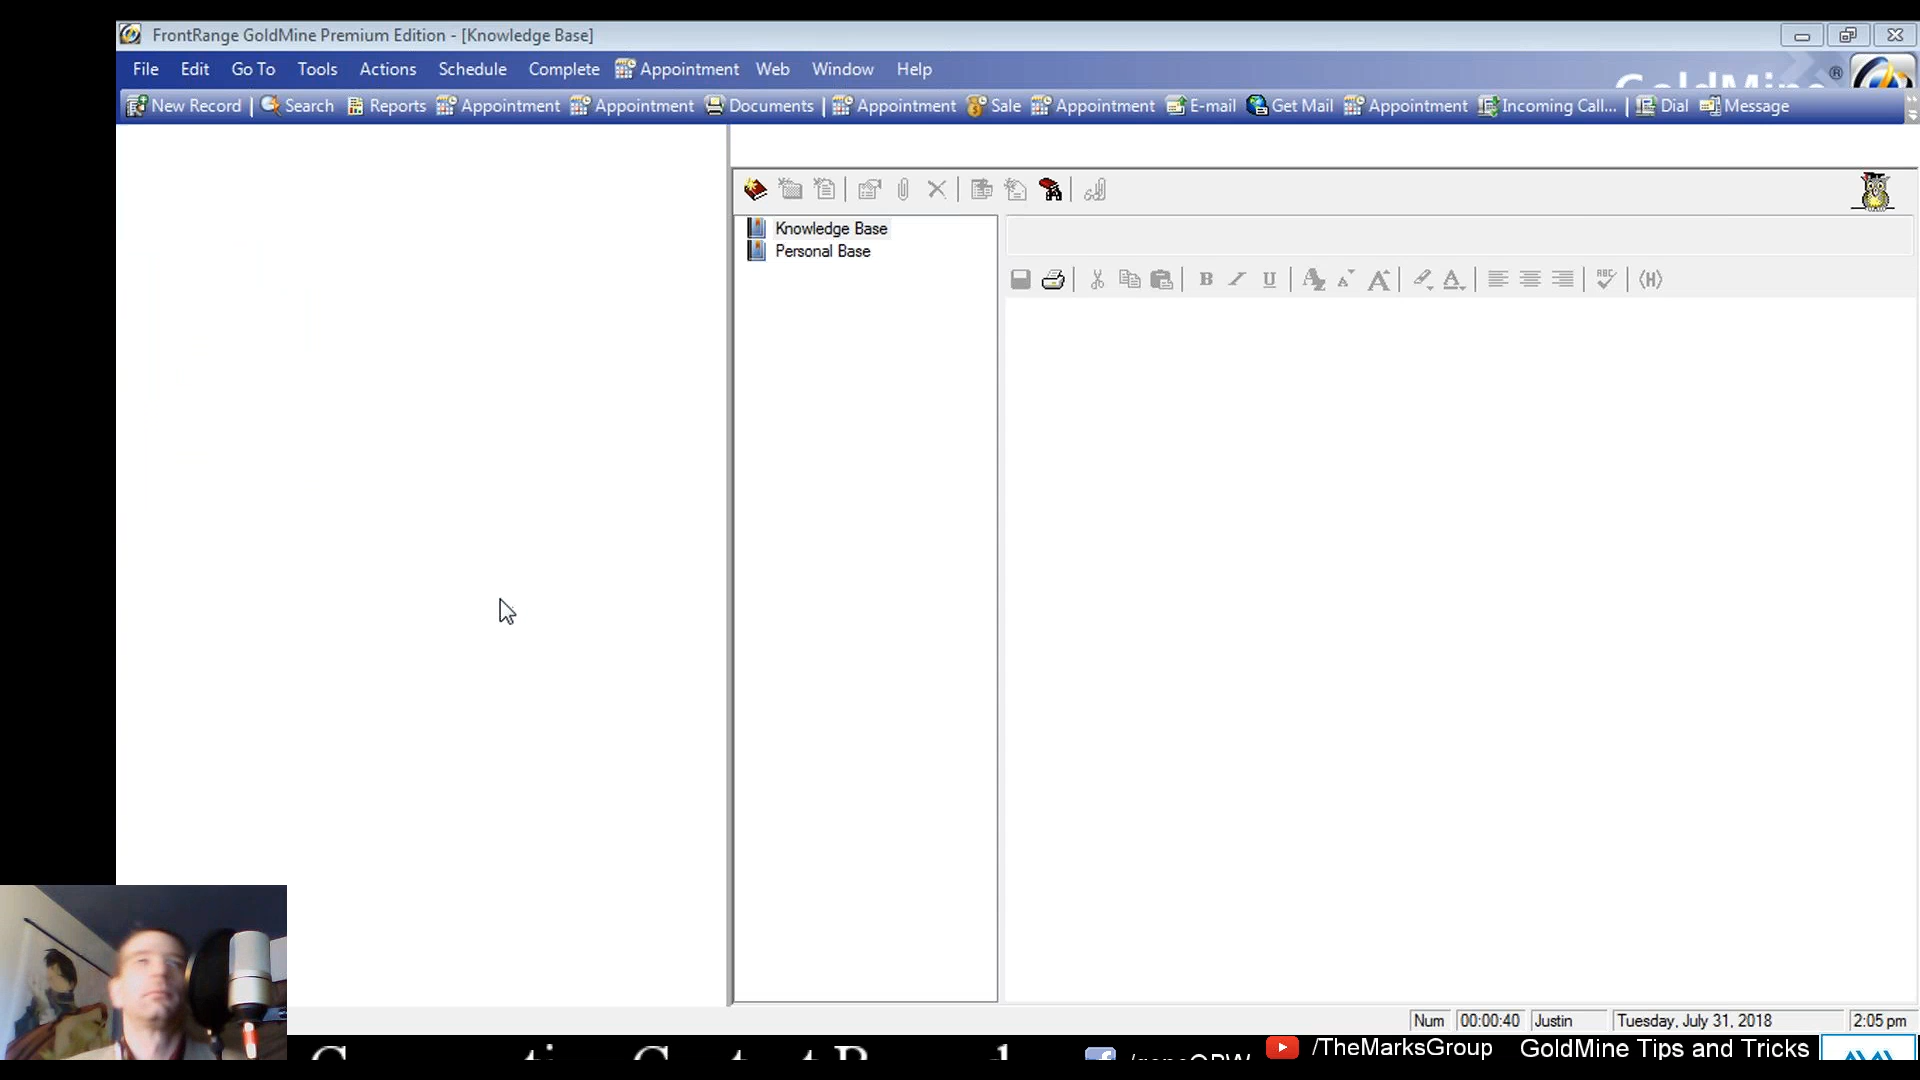 FrontRange GoldMine Premium Edition - [Knowledge Base]
File Edit Go To Tools Actions Schedule Complete Appointment Web Window Help
GoldMine ®
New Record | Search Reports Appointment Appointment Documents | Appointment Sale Appointment E-mail Get Mail Appointment Incoming Call... | Dial Message
Knowledge Base
Personal Base
B I U A A A A ABC (H)
Num 00:00:40 Justin Tuesday, July 31, 2018 2:05 pm
/TheMarksGroup GoldMine Tips and Tricks